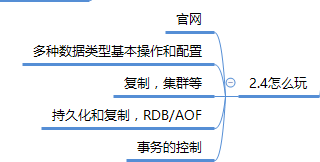 官网
多种数据类型基本操作和配置
复制，集群等
2.4怎么玩
持久化和复制，RDB/AOF
事务的控制